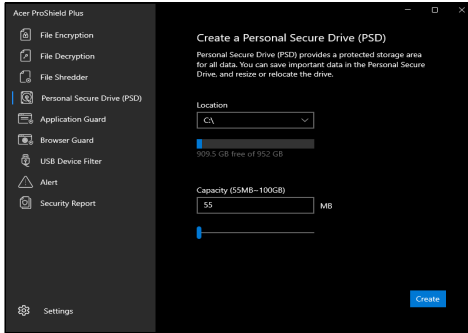 Acer ProShield Plus
File Encryption
File Decryption
File Shredder
Personal Secure Drive (PSD)
Application Guard
Browser Guard
USB Device Filter
Alert
Security Report
Settings
Create a Personal Secure Drive (PSD)
Personal Secure Drive (PSD) provides a protected storage area
for all data. You can save important data in the Personal Secure
Drive, and resize or relocate the drive.
Location
C:\
909.5 GB free of 952 GB
Capacity (55MB~100GB)
55 MB
Create